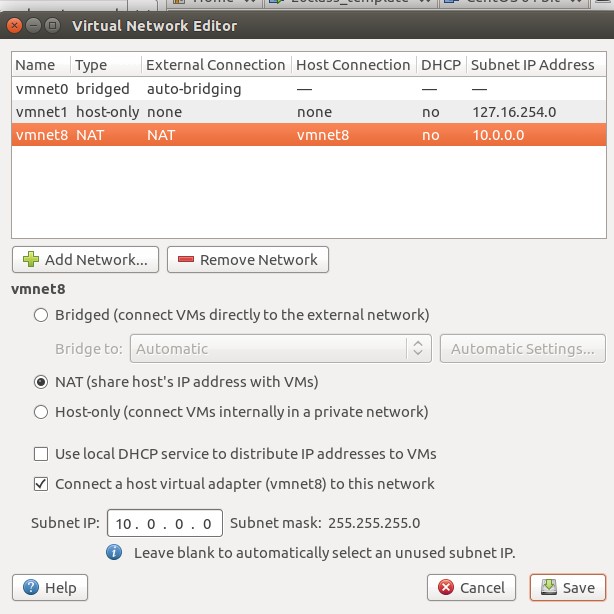 Virtual Network Editor
Name Type External Connection Host Connection DHCP Subnet IP Address
vmnet0 bridged auto-bridging — — —
vmnet1 host-only none none no 127.16.254.0
vmnet8 NAT NAT vmnet8 no 10.0.0.0
Add Network... Remove Network
vmnet8
Bridged (connect VMs directly to the external network)
Bridge to: Automatic Automatic Settings...
NAT (share host's IP address with VMs)
Host-only (connect VMs internally in a private network)
Use local DHCP service to distribute IP addresses to VMs
Connect a host virtual adapter (vmnet8) to this network
Subnet IP: 10. 0 . 0 . 0 Subnet mask: 255.255.255.0
Leave blank to automatically select an unused subnet IP.
Help Cancel Save